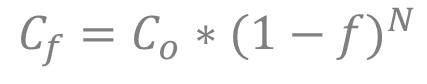 C_f = C_o * (1 − f)^N